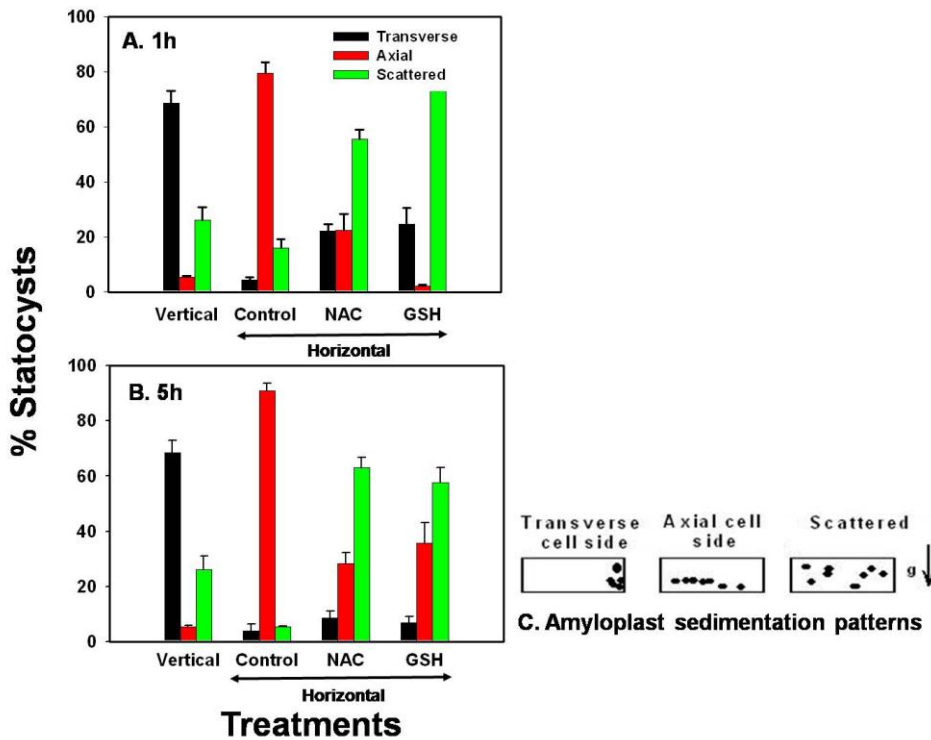 A. 1h
Transverse
Axial
Scattered
100
80
60
40
20
0
Vertical Control NAC GSH
Horizontal
% Statocysts
B. 5h
100
80
60
40
20
0
Vertical Control NAC GSH
Horizontal
Treatments
Transverse
cell side
Axial cell
side
Scattered
g
C. Amyloplast sedimentation patterns